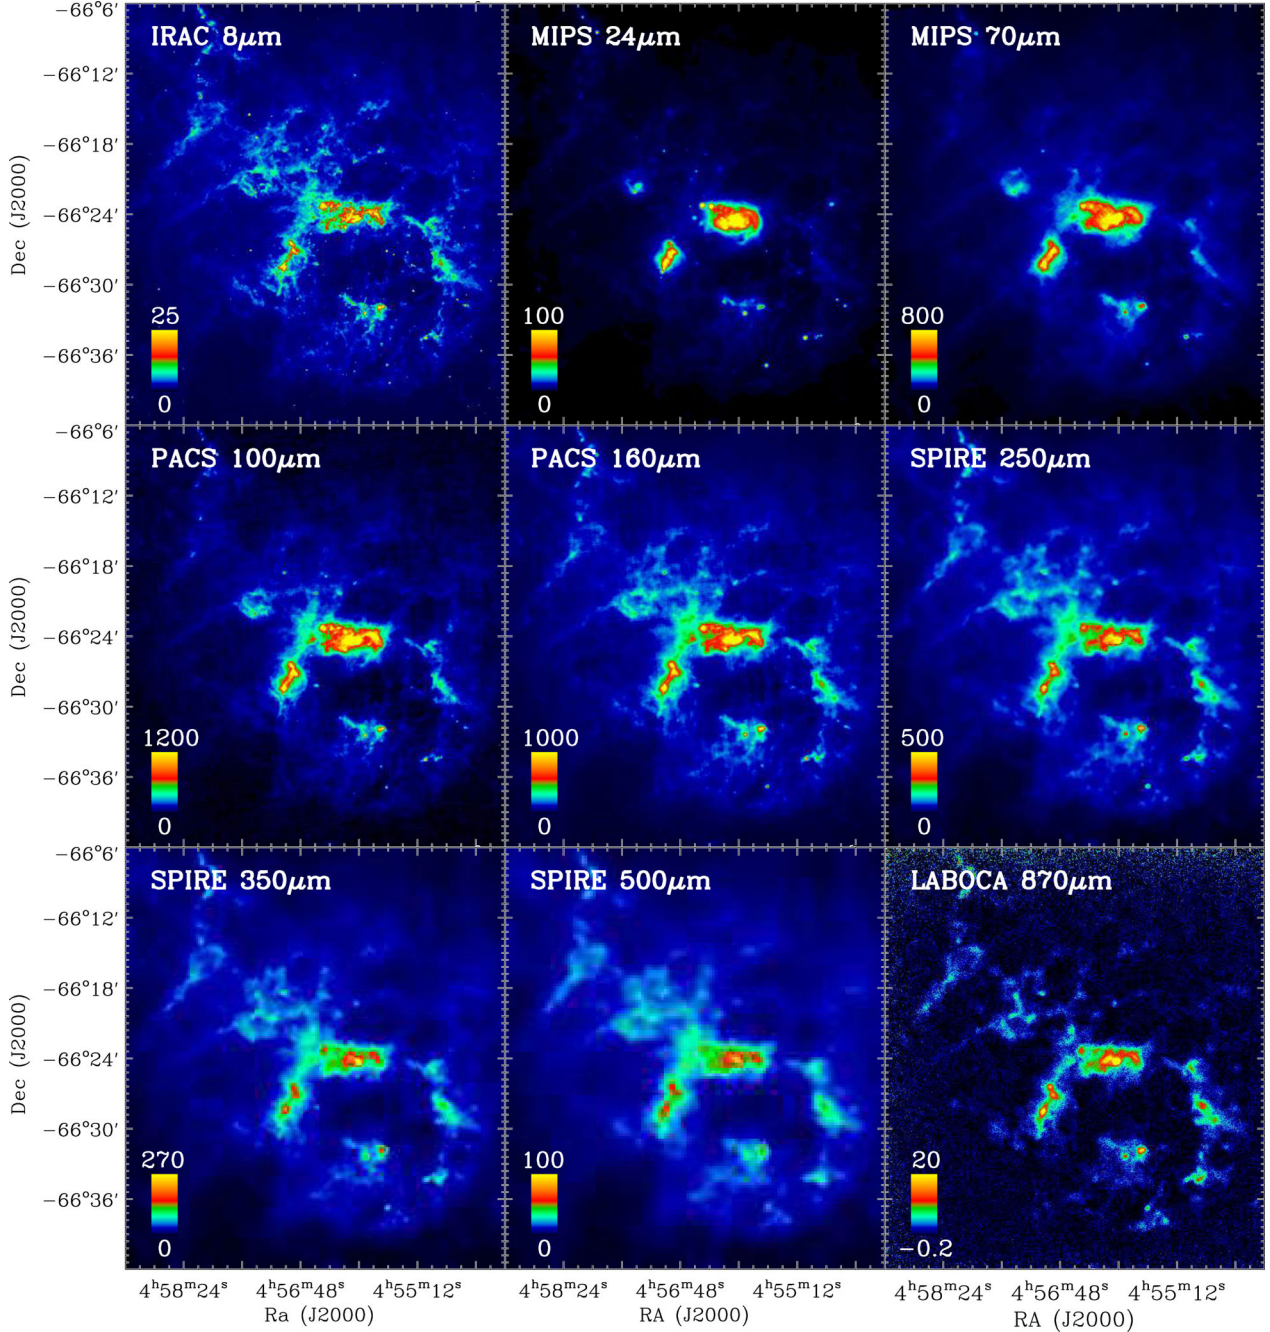 IRAC 8μm
MIPS 24μm
MIPS 70μm
−66°6′
−66°12′
−66°18′
−66°24′
−66°30′
−66°36′
Dec (J2000)
25
0
100
0
800
0
PACS 100μm
PACS 160μm
SPIRE 250μm
−66°6′
−66°12′
−66°18′
−66°24′
−66°30′
−66°36′
Dec (J2000)
1200
0
1000
0
500
0
SPIRE 350μm
SPIRE 500μm
LABOCA 870μm
−66°6′
−66°12′
−66°18′
−66°24′
−66°30′
−66°36′
Dec (J2000)
270
0
100
0
20
−0.2
4ʰ58ᵐ24ˢ 4ʰ56ᵐ48ˢ 4ʰ55ᵐ12ˢ
4ʰ58ᵐ24ˢ 4ʰ56ᵐ48ˢ 4ʰ55ᵐ12ˢ
4ʰ58ᵐ24ˢ 4ʰ56ᵐ48ˢ 4ʰ55ᵐ12ˢ
Ra (J2000)
RA (J2000)
RA (J2000)